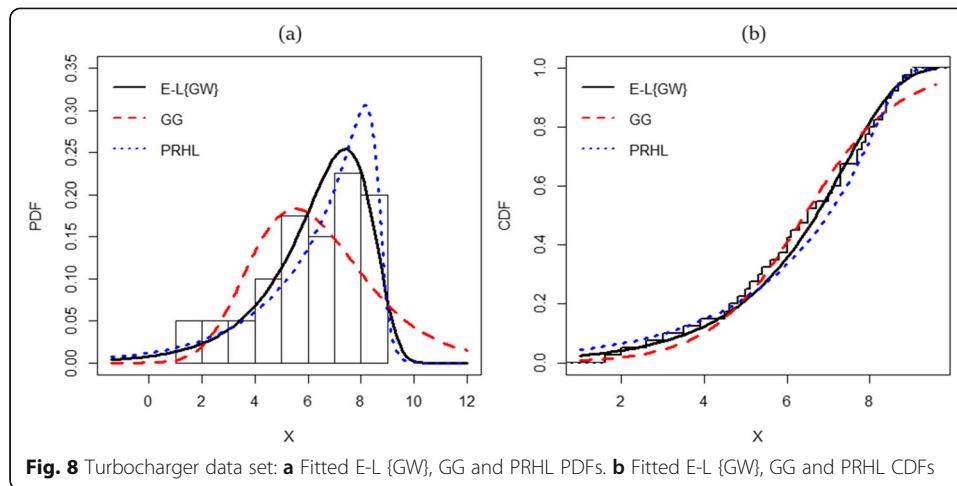 (a)
PDF
0.35
0.30
0.25
0.20
0.15
0.10
0.05
0.00
E-L{GW}
GG
PRHL
0 2 4 6 8 10 12
X
(b)
CDF
1.0
0.8
0.6
0.4
0.2
0.0
E-L{GW}
GG
PRHL
2 4 6 8
X
Fig. 8 Turbocharger data set: a Fitted E-L {GW}, GG and PRHL PDFs. b Fitted E-L {GW}, GG and PRHL CDFs